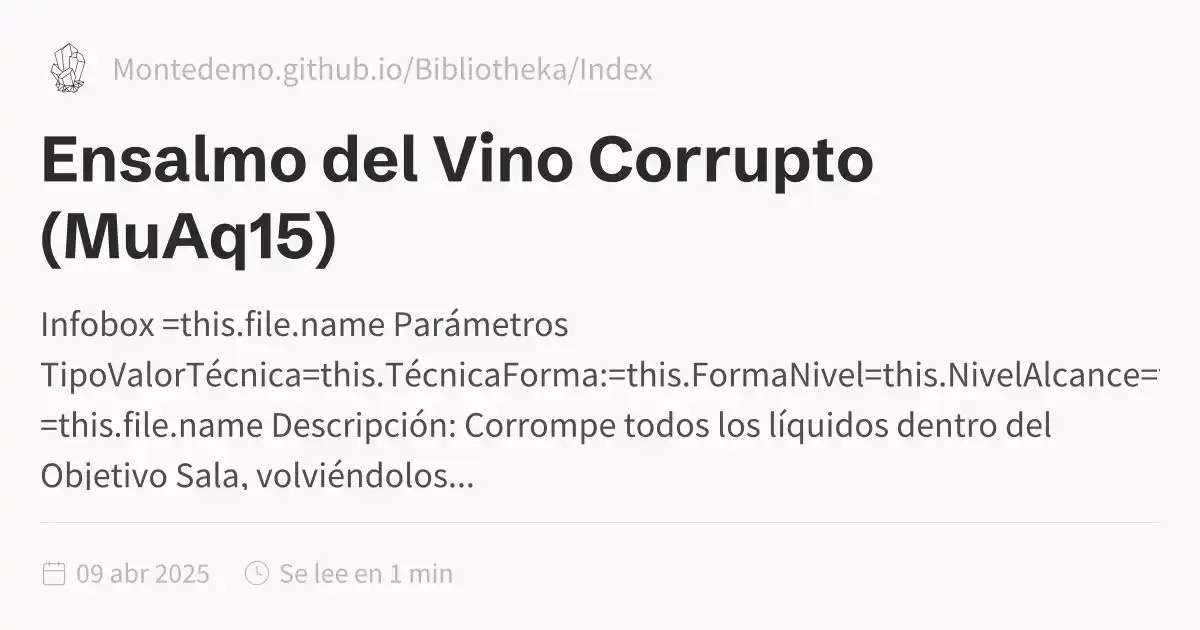 Montedemo.github.io/Bibliotheka/Index
Ensalmo del Vino Corrupto
(MuAq15)
Infobox =this.file.name Parámetros
TipoValorTécnica=this.TécnicaForma:=this.FormaNivel=this.NivelAlcance=
=this.file.name Descripción: Corrompe todos los líquidos dentro del
Objetivo Sala, volviéndolos...
09 abr 2025 Se lee en 1 min